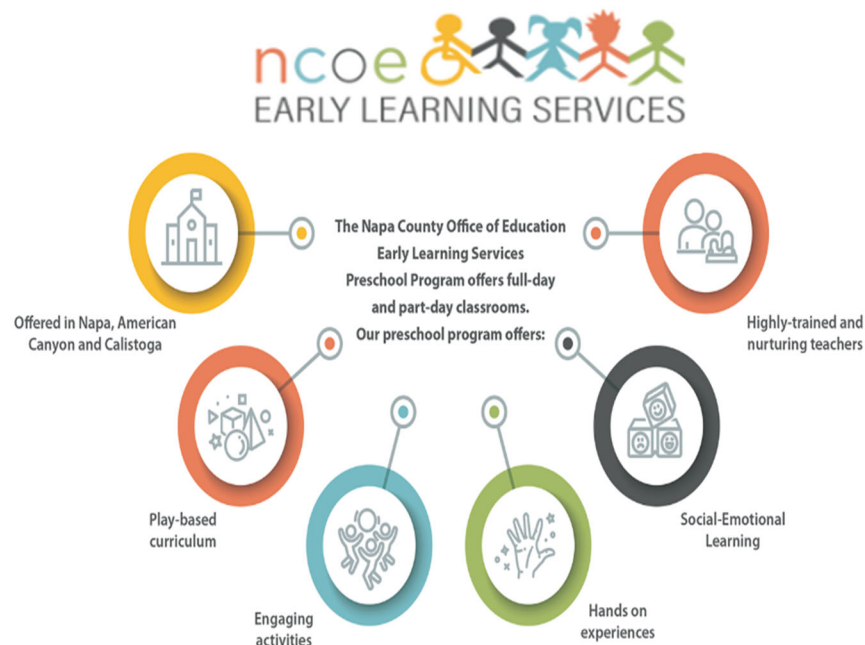 ncoe
EARLY LEARNING SERVICES
The Napa County Office of Education
Early Learning Services
Preschool Program offers full-day
and part-day classrooms.
Our preschool program offers:
Offered in Napa, American
Canyon and Calistoga
Play-based
curriculum
Engaging
activities
Hands on
experiences
Social-Emotional
Learning
Highly-trained and
nurturing teachers